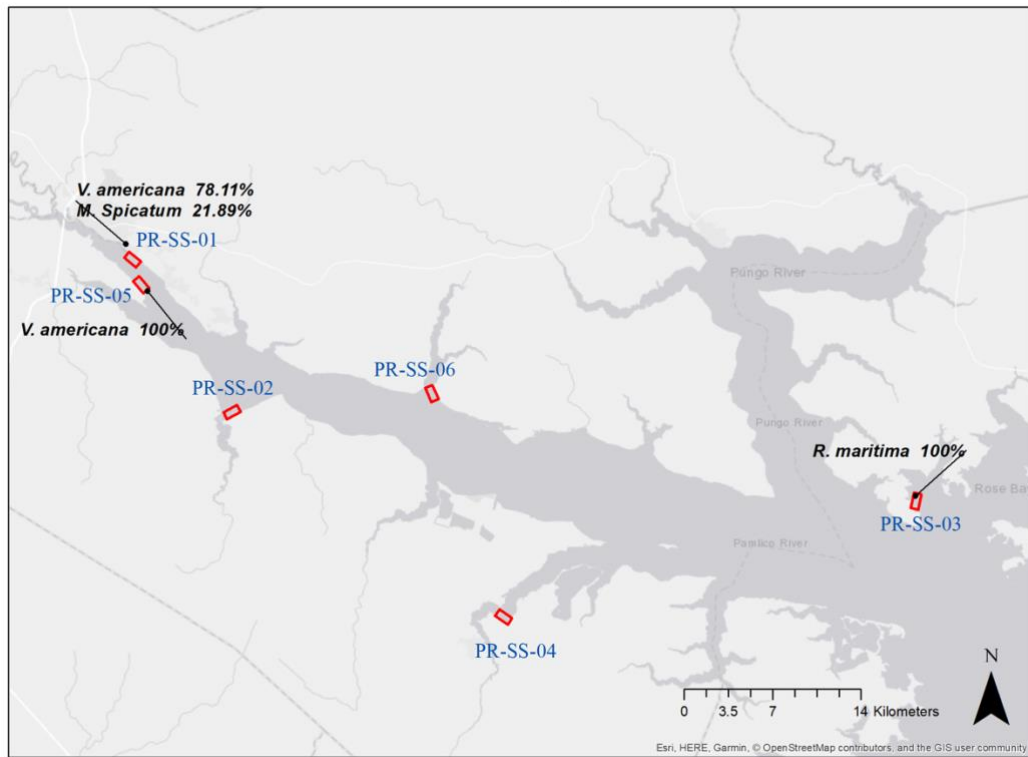 V. americana 78.11%
M. Spicatum 21.89%
PR-SS-01
PR-SS-05
V. americana 100%
PR-SS-02
PR-SS-06
Pungo River
Pungo River
R. maritima 100%
Rose Ba
PR-SS-03
Pamlico River
PR-SS-04
N
0 3.5 7 14 Kilometers
Esri, HERE, Garmin, © OpenStreetMap contributors, and the GIS user community